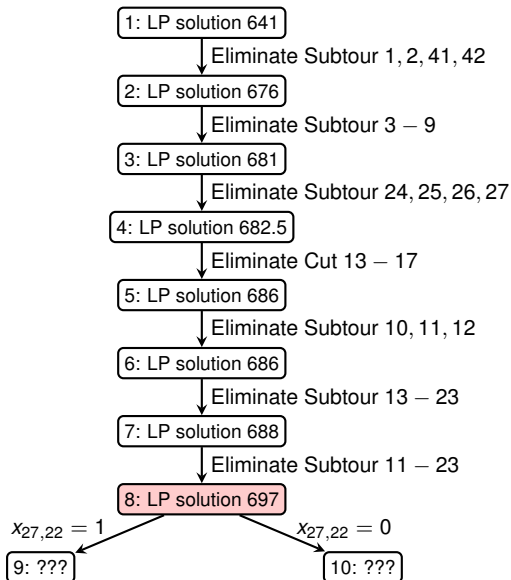 1: LP solution 641
Eliminate Subtour 1, 2, 41, 42
2: LP solution 676
Eliminate Subtour 3 − 9
3: LP solution 681
Eliminate Subtour 24, 25, 26, 27
4: LP solution 682.5
Eliminate Cut 13 − 17
5: LP solution 686
Eliminate Subtour 10, 11, 12
6: LP solution 686
Eliminate Subtour 13 − 23
7: LP solution 688
Eliminate Subtour 11 − 23
8: LP solution 697
x27,22 = 1 x27,22 = 0
9: ??? 10: ???